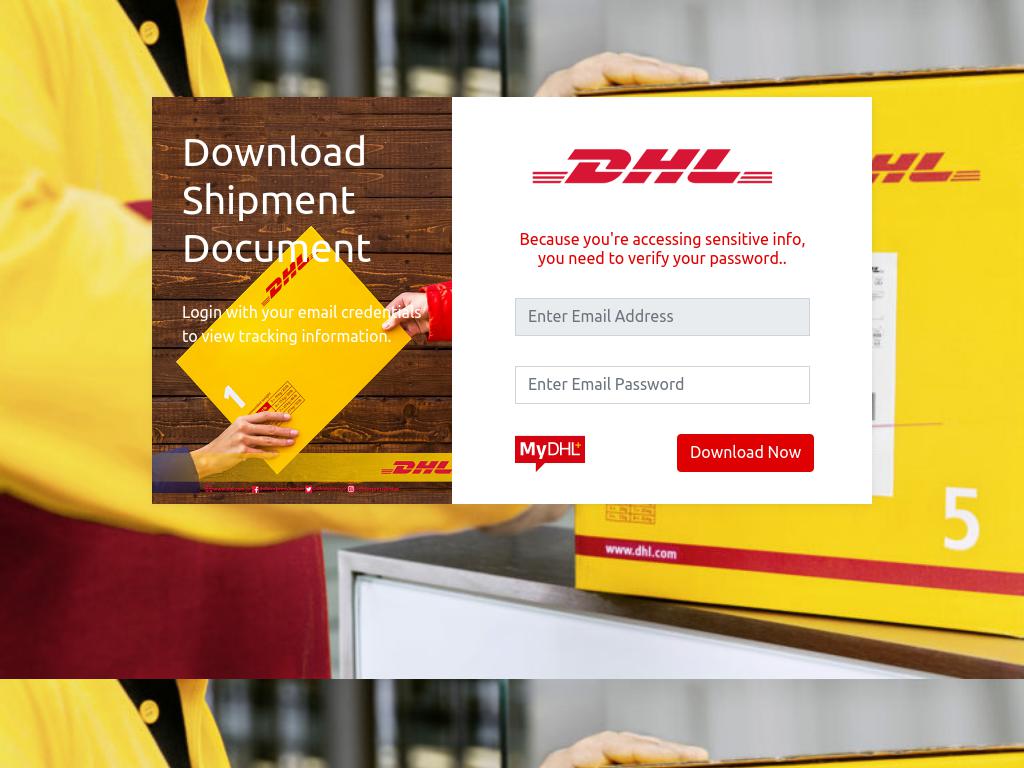 Download
Shipment
Document
Login with your email credentials
to view tracking information.
DHL
1
DHL
DHL
Because you're accessing sensitive info,
you need to verify your password..
Enter Email Address
Enter Email Password
MyDHL+
Download Now
HL
5
www.dhl.com